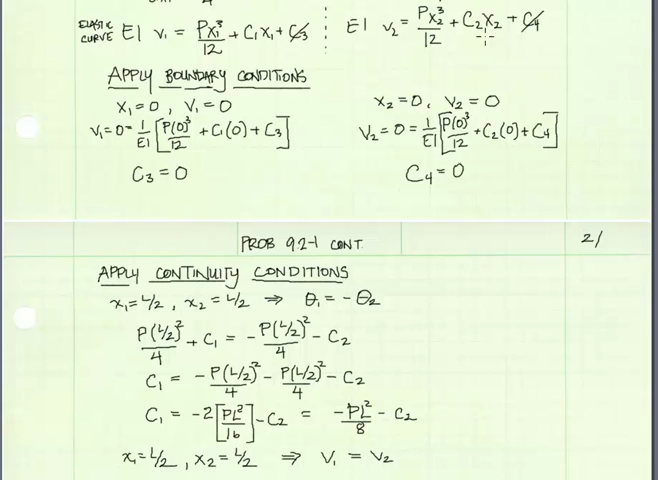 ELASTIC CURVE EI v₁ = Px₁³/12 + C₁x₁ + C₃
EI v₂ = Px₂³/12 + C₂x₂ + C₄
APPLY BOUNDARY CONDITIONS
x₁=0, v₁=0
v₁=0= 1/EI [P(0)³/12 + C₁(0) + C₃]
C₃ = 0
x₂=0, v₂=0
v₂=0= 1/EI [P(0)³/12 + C₂(0) + C₄]
C₄ = 0
PROB 9.2-1 CONT
2/
APPLY CONTINUITY CONDITIONS
x₁=L/2, x₂=L/2 ⇒ θ₁ = -θ₂
P(L/2)²/4 + C₁ = -P(L/2)²/4 - C₂
C₁ = -P(L/2)²/4 - P(L/2)²/4 - C₂
C₁ = -2[PL²/16] - C₂ = -PL²/8 - C₂
x₁=L/2, x₂=L/2 ⇒ V₁ = V₂